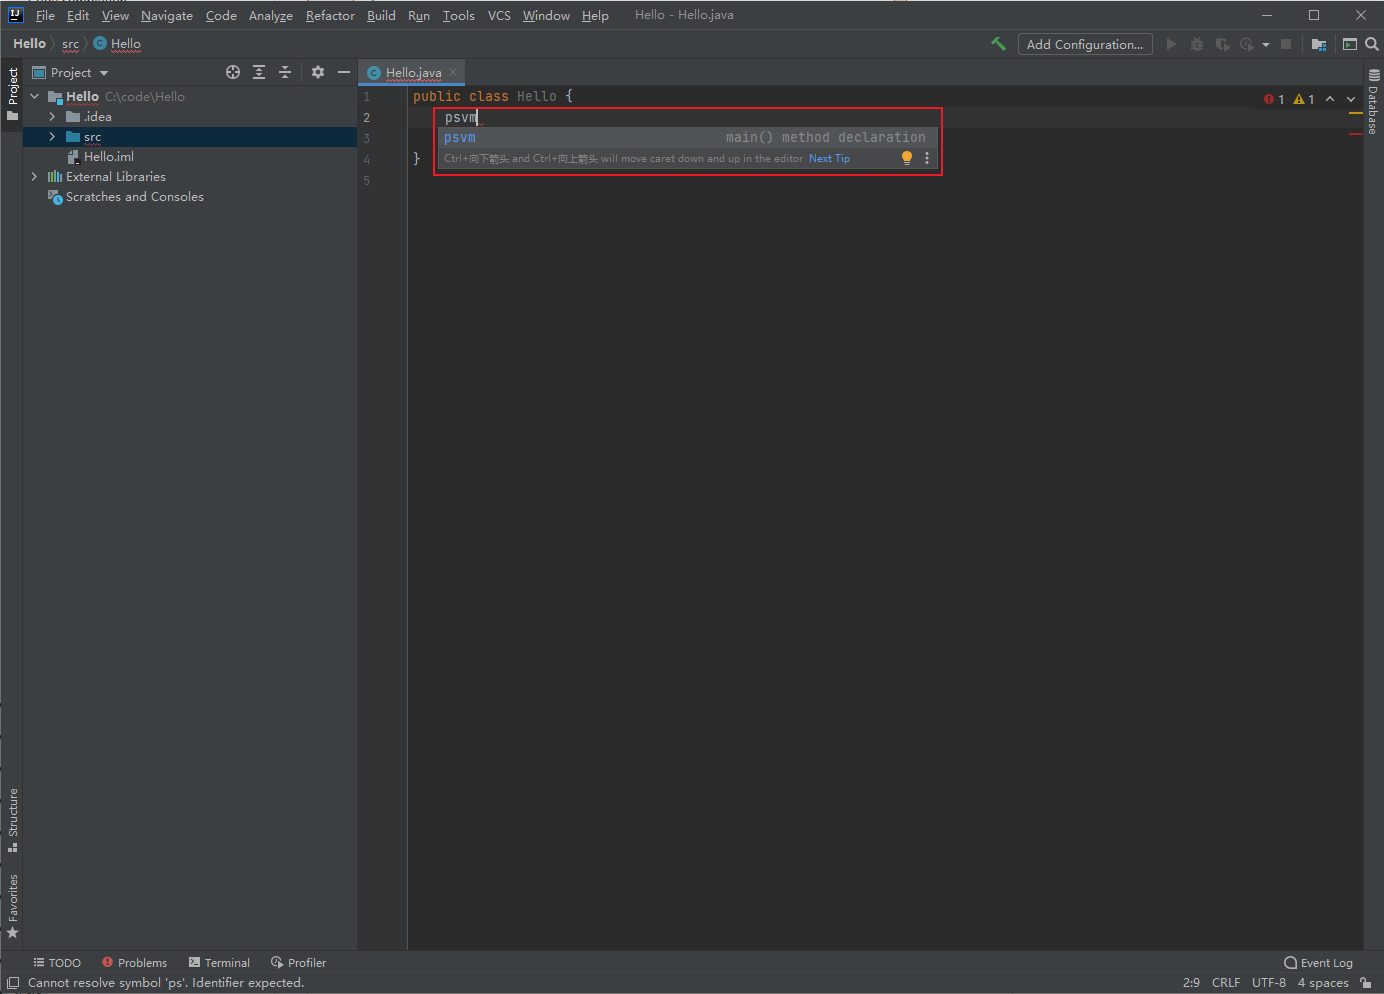 File Edit View Navigate Code Analyze Refactor Build Run Tools VCS Window Help Hello - Hello.java
Hello src Hello
Add Configuration...
Project
Project
Hello.java
Hello C:\code\Hello
.idea
src
Hello.iml
External Libraries
Scratches and Consoles
1 public class Hello {
2 psvm
3
4 }
5
psvm main() method declaration
Ctrl+向下箭头 and Ctrl+向上箭头 will move caret down and up in the editor Next Tip
1 1
Database
Structure
Favorites
TODO Problems Terminal Profiler Event Log
Cannot resolve symbol 'ps'. Identifier expected. 2:9 CRLF UTF-8 4 spaces